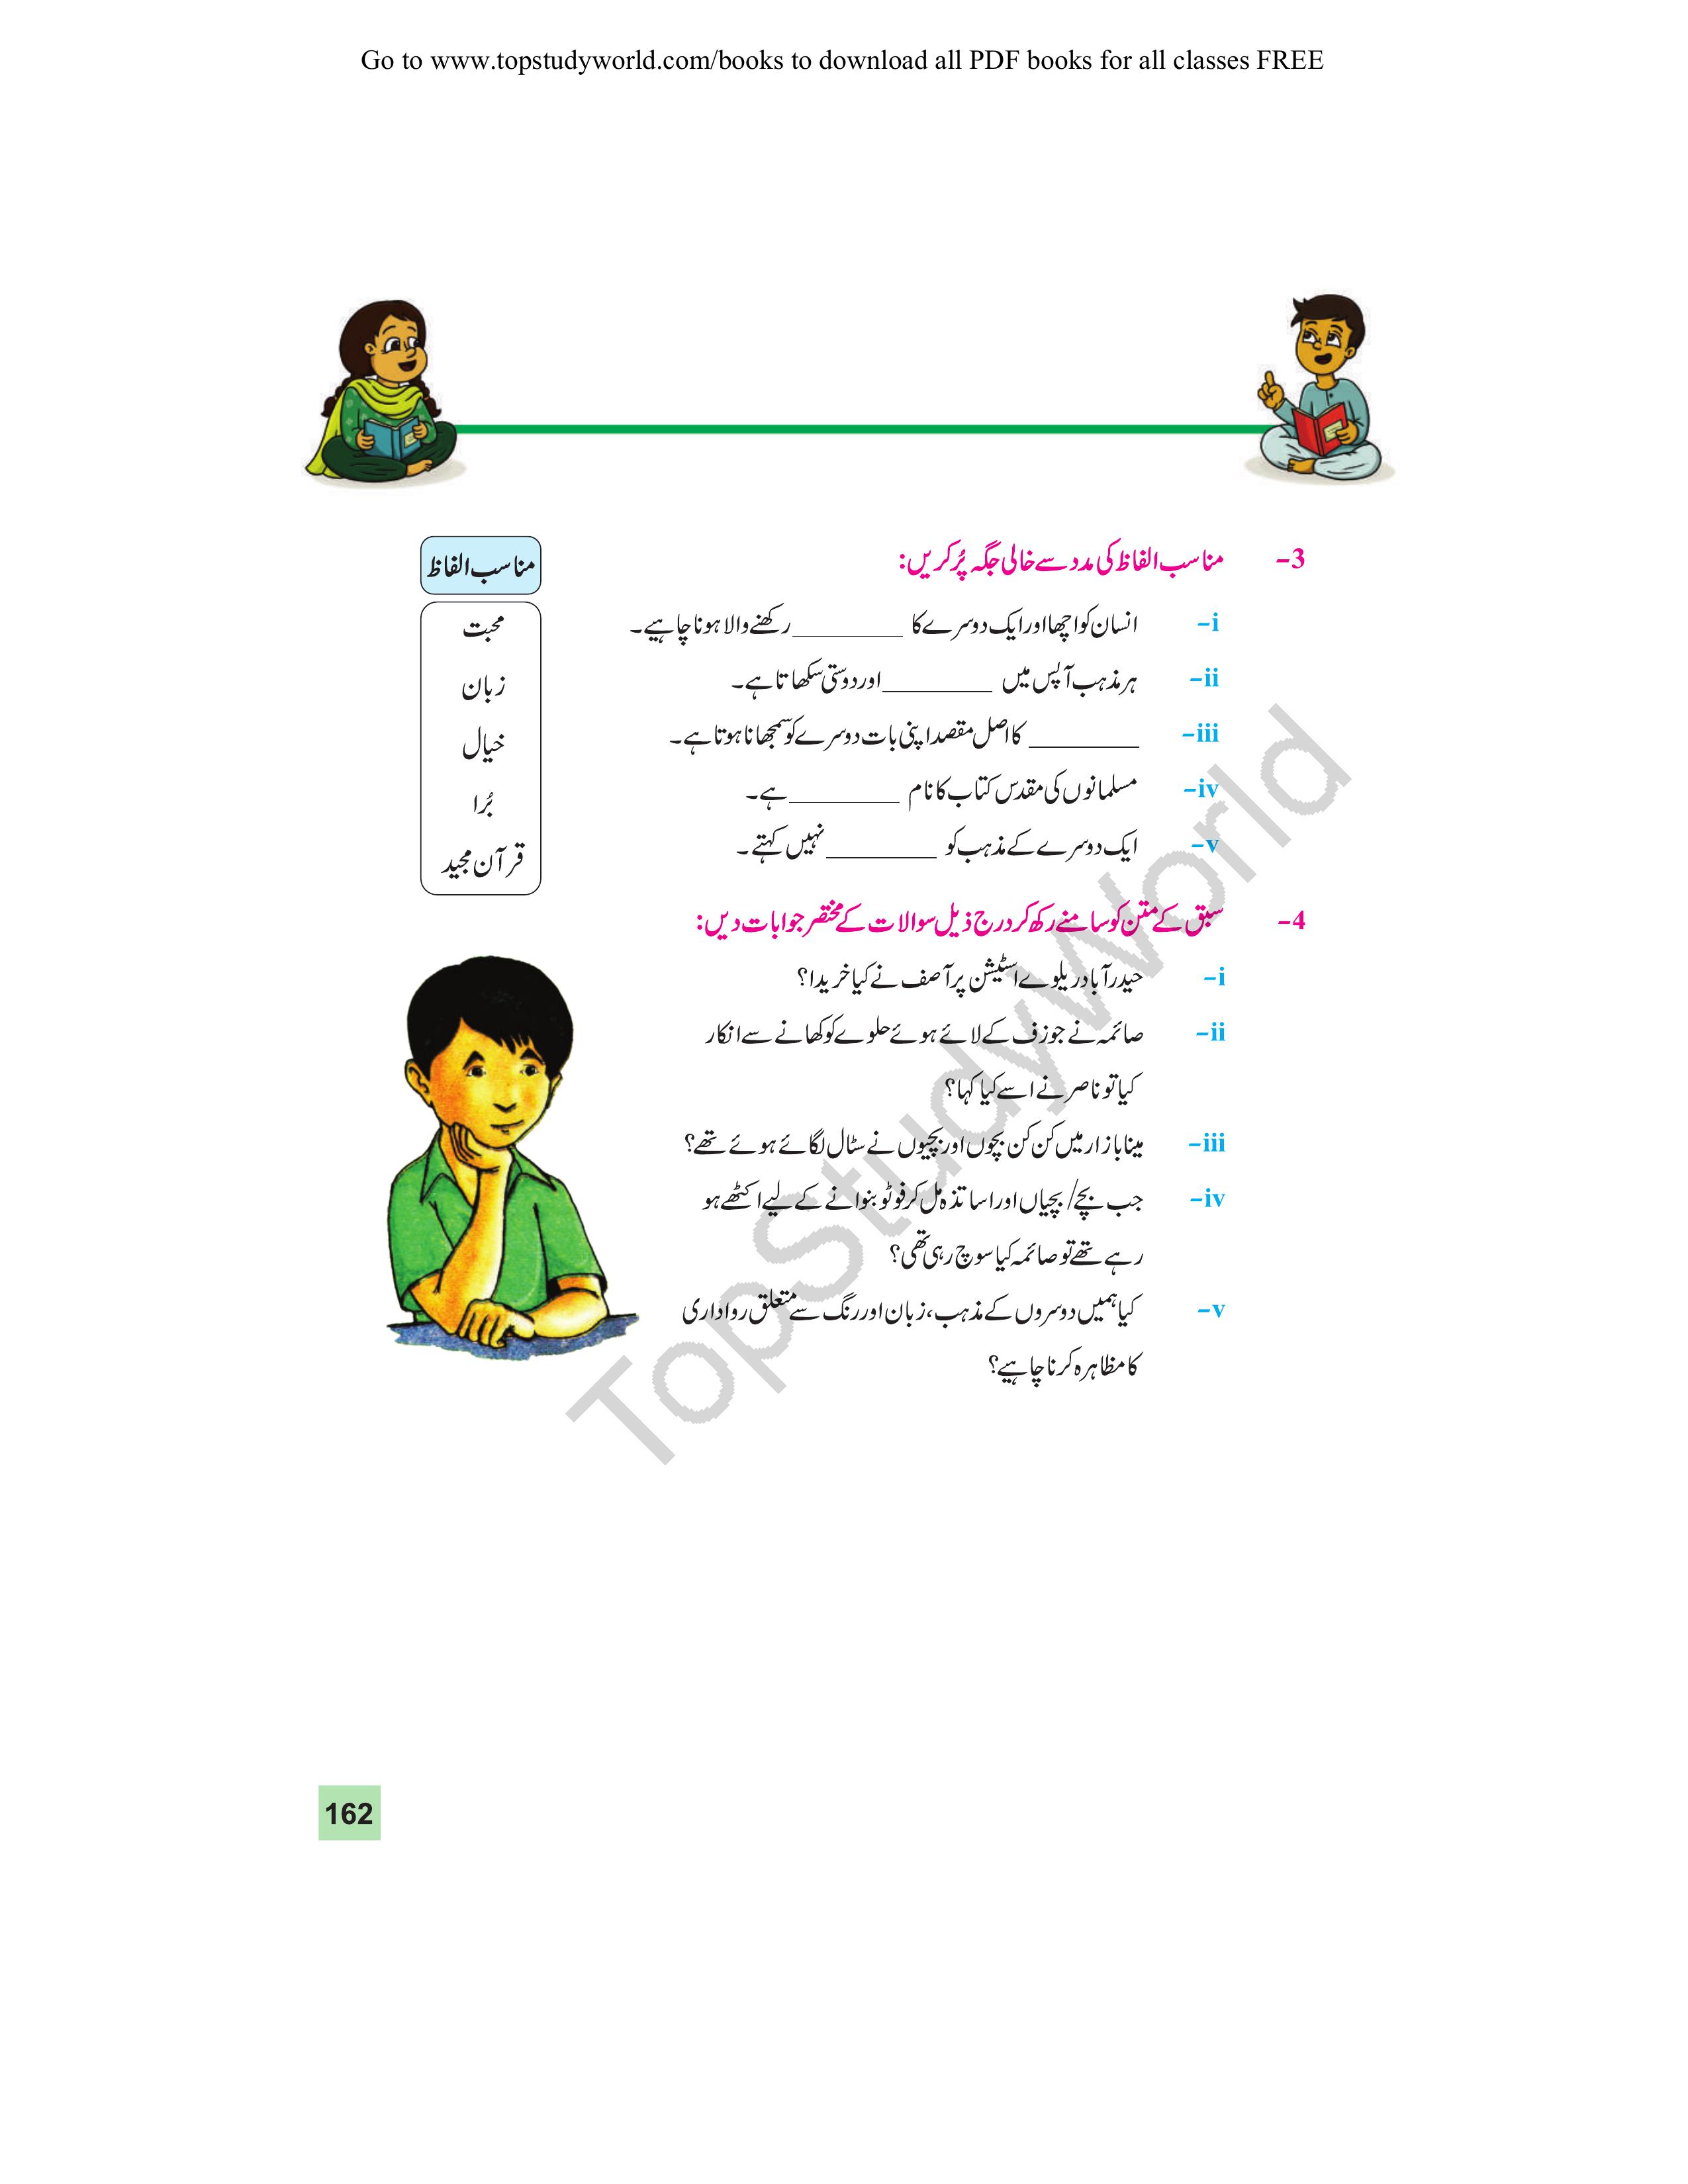 Go to www.topstudyworld.com/books to download all PDF books for all classes FREE
3- مناسب الفاظ کی مدد سے خالی جگہ پُر کریں:
i- انسان کو اچھا اور ایک دوسرے کا ________ رکھنے والا ہونا چاہیے۔
ii- ہر مذہب آپس میں ________ اور دوستی سکھاتا ہے۔
iii- ________ کا اصل مقصد اپنی بات دوسرے کو سمجھانا ہوتا ہے۔
iv- مسلمانوں کی مقدس کتاب کا نام ________ ہے۔
v- ایک دوسرے کے مذہب کو ________ نہیں کہتے۔
مناسب الفاظ
محبت
زبان
خیال
بُرا
قرآن مجید
4- سبق کے متن کو سامنے رکھ کر درج ذیل سوالات کے مختصر جوابات دیں:
i- حیدرآباد ریلوے اسٹیشن پر آصف نے کیا خریدا؟
ii- صائمہ نے جوزف کے لائے ہوئے حلوے کو کھانے سے انکار
کیا تو ناصر نے اسے کیا کہا؟
iii- مینا بازار میں کن کن بچوں اور بچیوں نے سٹال لگائے ہوئے تھے؟
iv- جب بچے/ بچیاں اور اساتذہ مل کر فوٹو بنوانے کے لیے اکٹھے ہو
رہے تھے تو صائمہ کیا سوچ رہی تھی؟
v- کیا ہمیں دوسروں کے مذہب، زبان اور رنگ سے متعلق رواداری
کا مظاہرہ کرنا چاہیے؟
TopStudyWorld
162